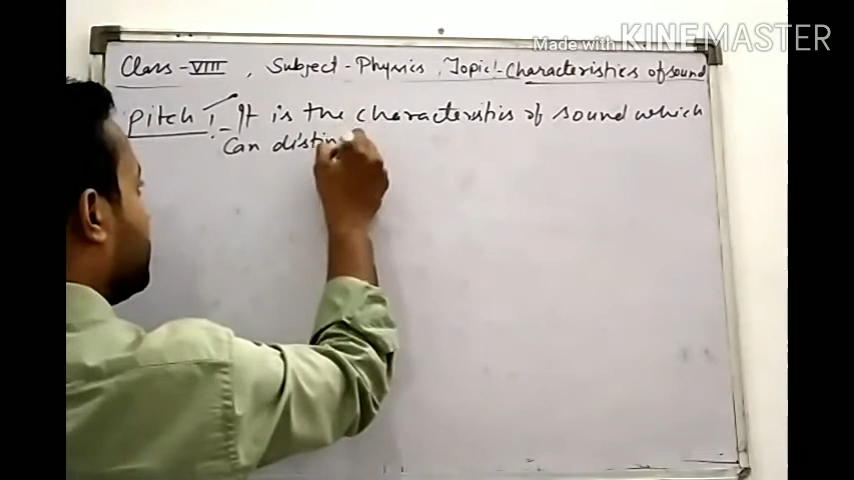 Made with KINEMASTER
Class - VIII, Subject - Physics, Topic:- Characteristics of sound
Pitch :- It is the characteristics of sound which
Can distin